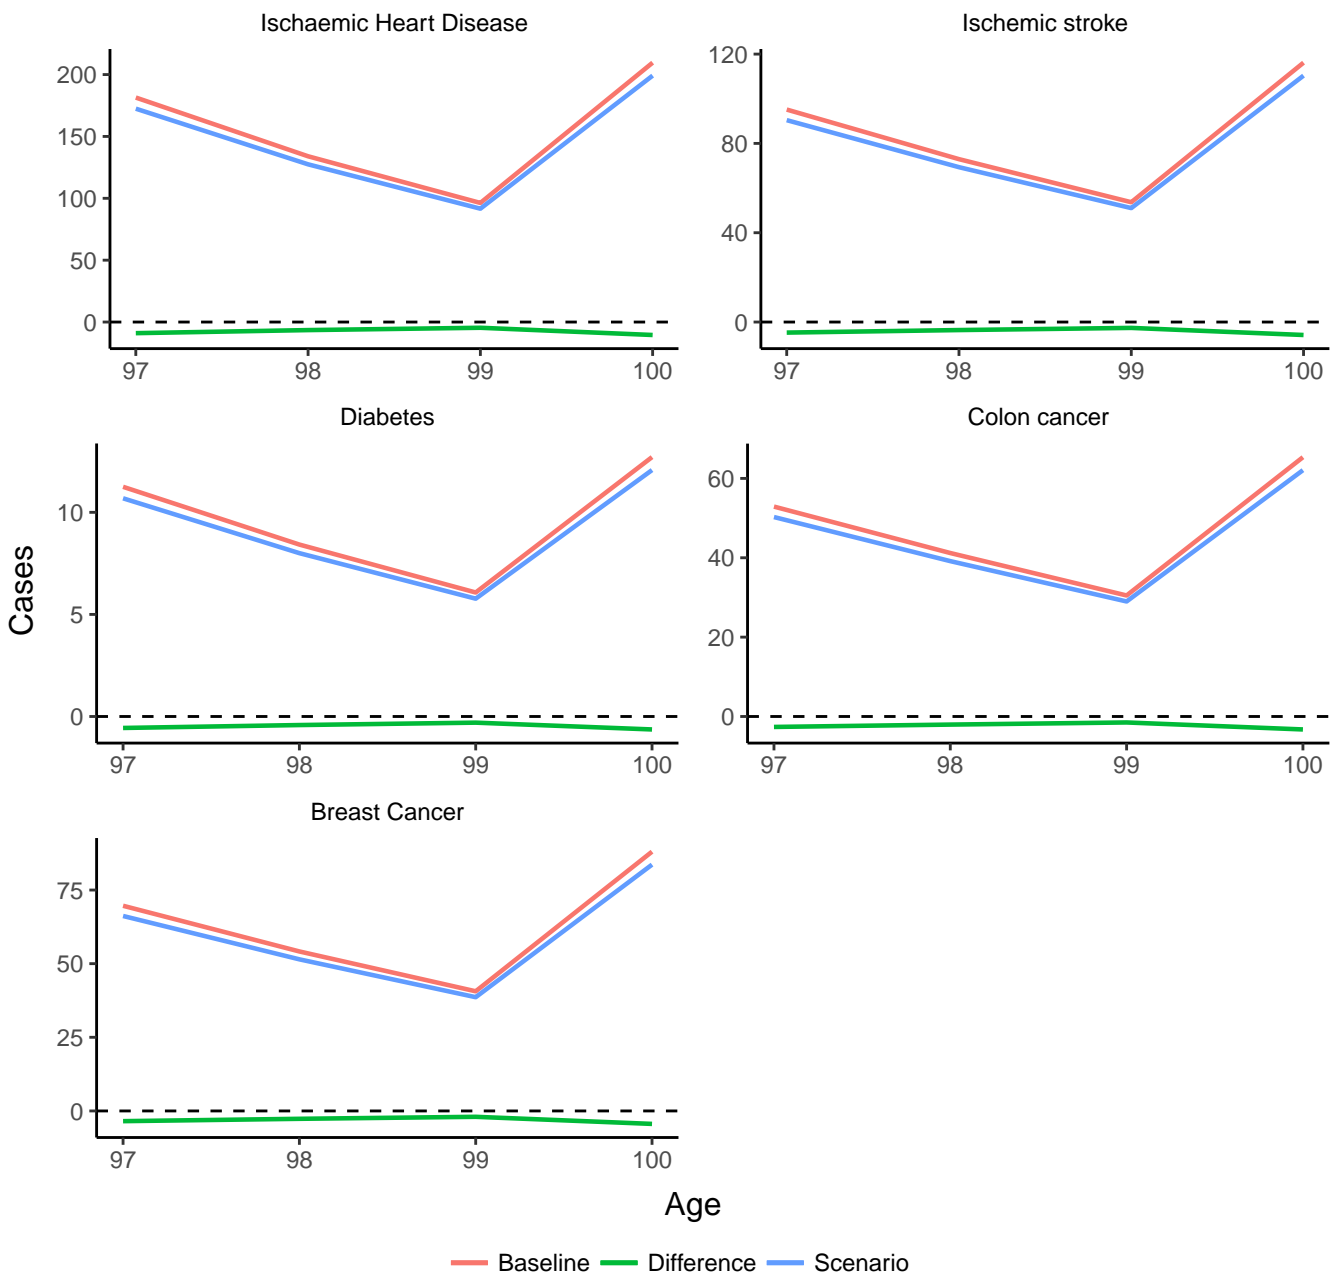 Ischaemic Heart Disease
200
150
100
50
0
97 98 99 100
Ischemic stroke
120
80
40
0
97 98 99 100
Diabetes
10
5
0
97 98 99 100
Colon cancer
60
40
20
0
97 98 99 100
Breast Cancer
75
50
25
0
97 98 99 100
Cases
Age
Baseline Difference Scenario